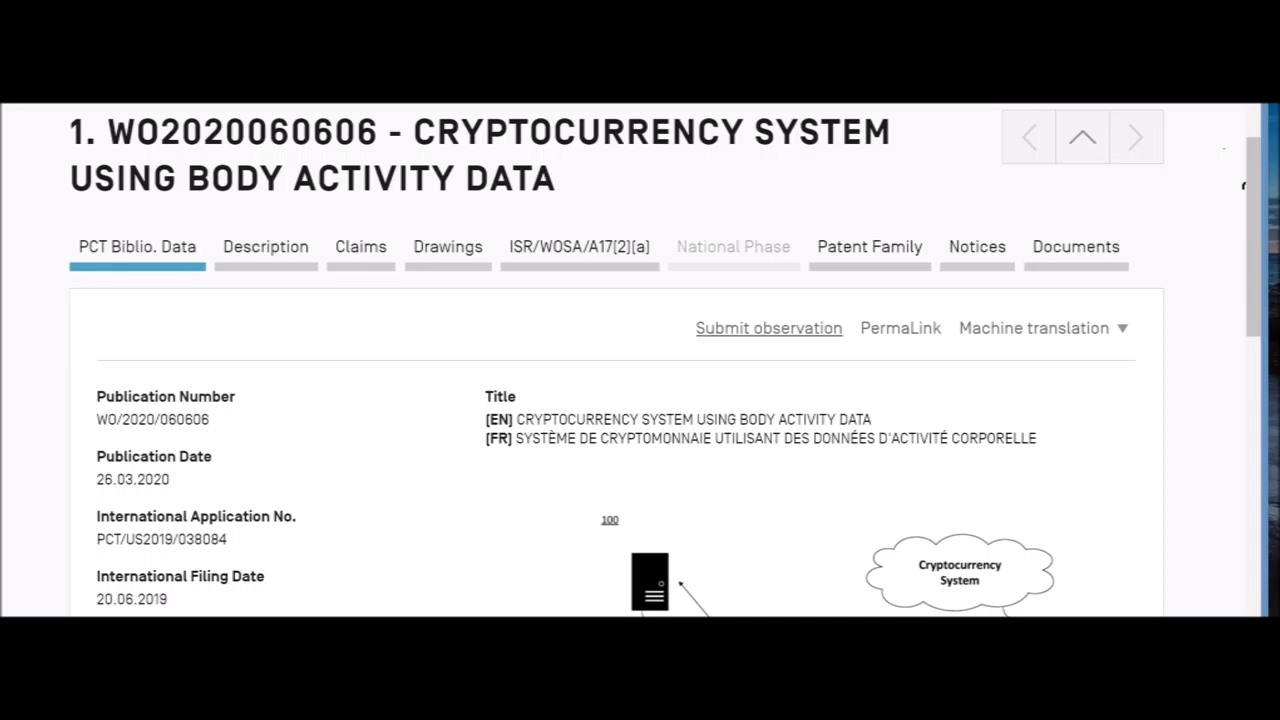 1. WO2020060606 - CRYPTOCURRENCY SYSTEM
USING BODY ACTIVITY DATA
PCT Biblio. Data Description Claims Drawings ISR/WOSA/A17(2)(a) National Phase Patent Family Notices Documents
Submit observation PermaLink Machine translation ▼
Publication Number
WO/2020/060606
Publication Date
26.03.2020
International Application No.
PCT/US2019/038084
International Filing Date
20.06.2019
Title
[EN] CRYPTOCURRENCY SYSTEM USING BODY ACTIVITY DATA
[FR] SYSTÈME DE CRYPTOMONNAIE UTILISANT DES DONNÉES D'ACTIVITÉ CORPORELLE
100
Cryptocurrency
System